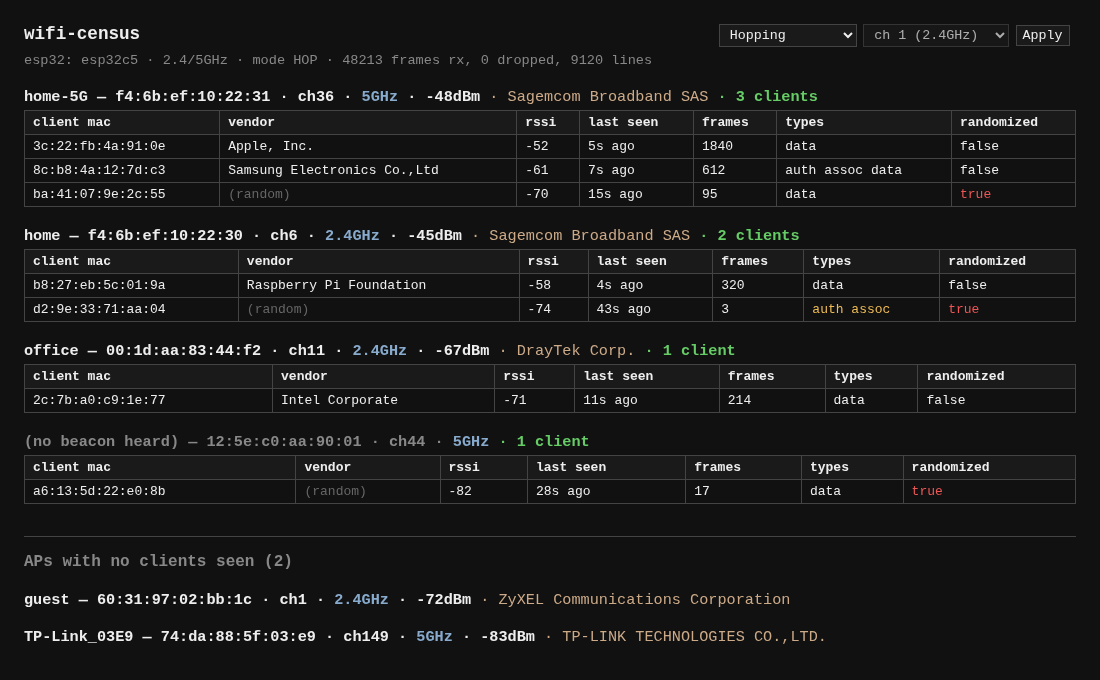 wifi-census
Hopping ch 1 (2.4GHz) Apply
esp32: esp32c5 · 2.4/5GHz · mode HOP · 48213 frames rx, 0 dropped, 9120 lines
home-5G — f4:6b:ef:10:22:31 · ch36 · 5GHz · -48dBm · Sagemcom Broadband SAS · 3 clients
client mac vendor rssi last seen frames types randomized
3c:22:fb:4a:91:0e Apple, Inc. -52 5s ago 1840 data false
8c:b8:4a:12:7d:c3 Samsung Electronics Co.,Ltd -61 7s ago 612 auth assoc data false
ba:41:07:9e:2c:55 (random) -70 15s ago 95 data true
home — f4:6b:ef:10:22:30 · ch6 · 2.4GHz · -45dBm · Sagemcom Broadband SAS · 2 clients
client mac vendor rssi last seen frames types randomized
b8:27:eb:5c:01:9a Raspberry Pi Foundation -58 4s ago 320 data false
d2:9e:33:71:aa:04 (random) -74 43s ago 3 auth assoc true
office — 00:1d:aa:83:44:f2 · ch11 · 2.4GHz · -67dBm · DrayTek Corp. · 1 client
client mac vendor rssi last seen frames types randomized
2c:7b:a0:c9:1e:77 Intel Corporate -71 11s ago 214 data false
(no beacon heard) — 12:5e:c0:aa:90:01 · ch44 · 5GHz · 1 client
client mac vendor rssi last seen frames types randomized
a6:13:5d:22:e0:8b (random) -82 28s ago 17 data true
APs with no clients seen (2)
guest — 60:31:97:02:bb:1c · ch1 · 2.4GHz · -72dBm · ZyXEL Communications Corporation
TP-Link_03E9 — 74:da:88:5f:03:e9 · ch149 · 5GHz · -83dBm · TP-LINK TECHNOLOGIES CO.,LTD.